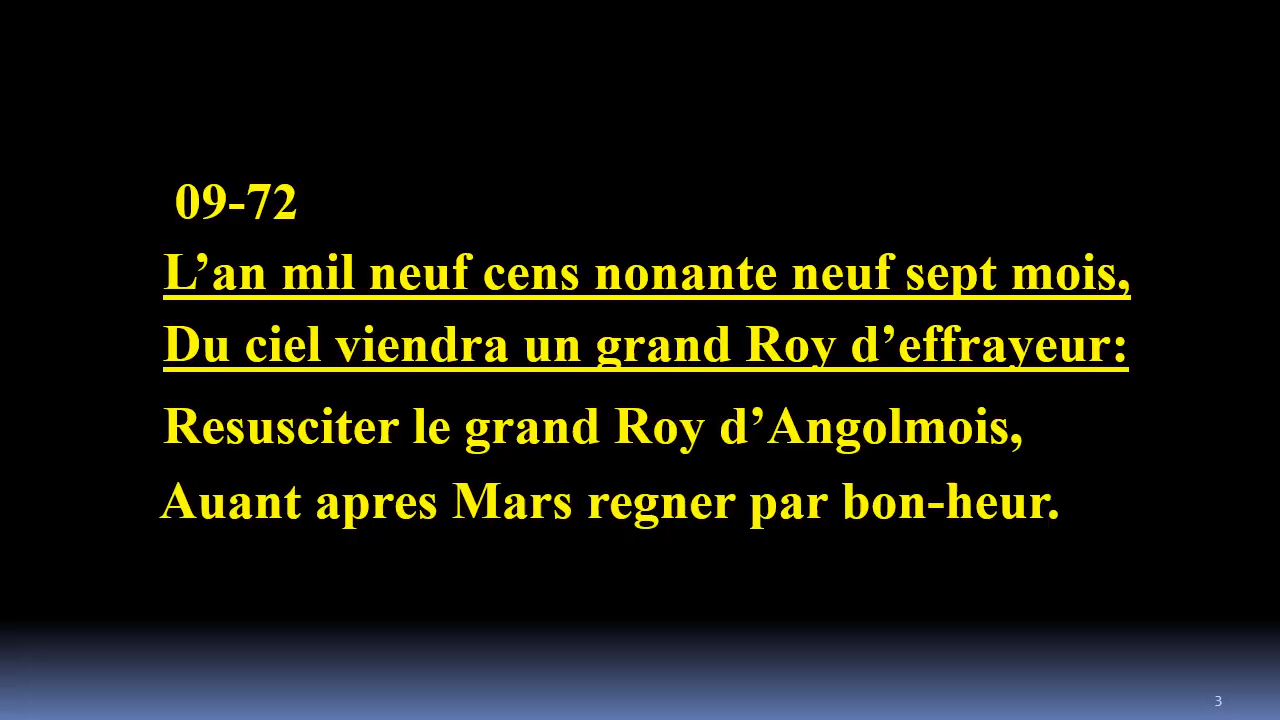 09-72
L’an mil neuf cens nonante neuf sept mois,
Du ciel viendra un grand Roy d’effrayeur:
Resusciter le grand Roy d’Angolmois,
Auant apres Mars regner par bon-heur.
3